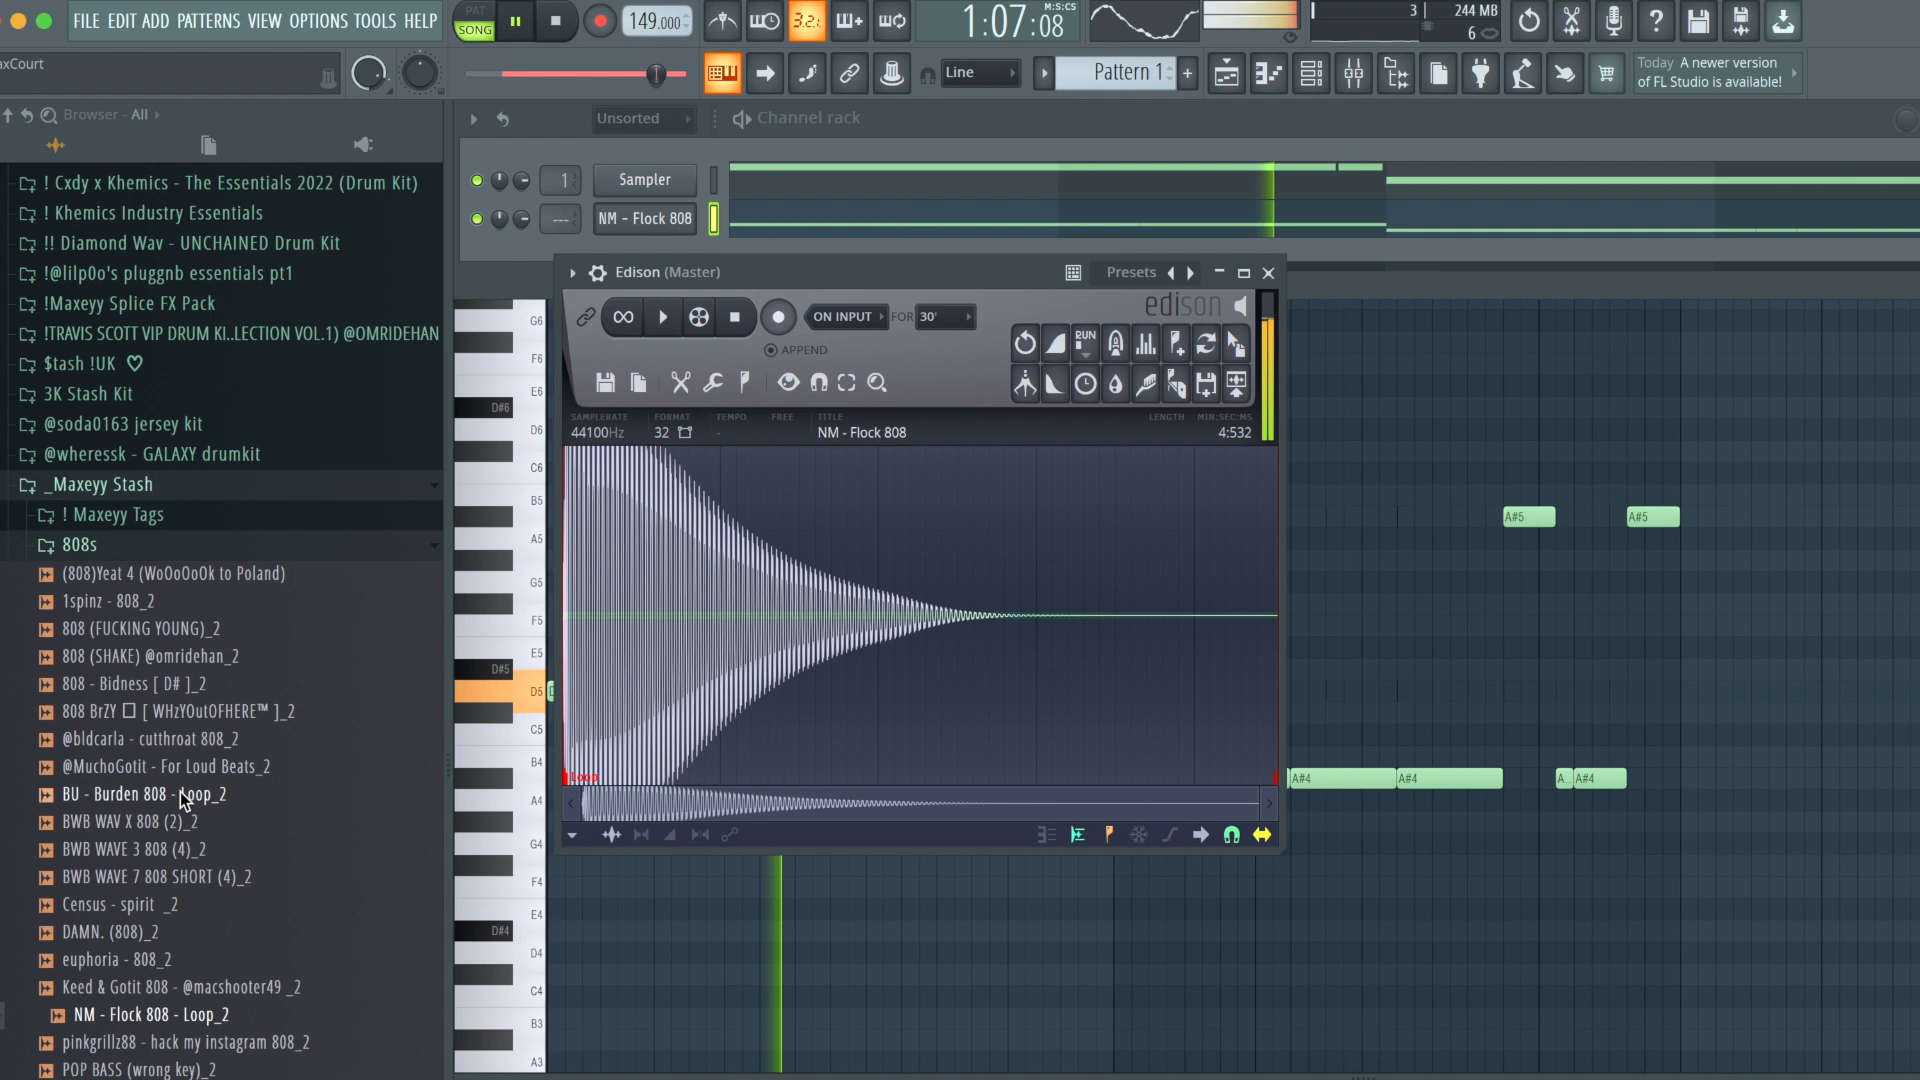 FILE EDIT ADD PATTERNS VIEW OPTIONS TOOLS HELP
PAT
SONG
149.000
3.2.
1:07:08
M:S:CS
3
244 MB
6
axCourt
Line
Pattern 1
+
Today A newer version
of FL Studio is available!
Browser - All
Unsorted
Channel rack
! Cxdy x Khemics - The Essentials 2022 (Drum Kit)
! Khemics Industry Essentials
!! Diamond Wav - UNCHAINED Drum Kit
!@lilp0o's pluggnb essentials pt1
!Maxeyy Splice FX Pack
!TRAVIS SCOTT VIP DRUM KI..LECTION VOL.1) @OMRIDEHAN
$tash !UK ♡
3K Stash Kit
@soda0163 jersey kit
@wheressk - GALAXY drumkit
_Maxeyy Stash
! Maxeyy Tags
808s
(808)Yeat 4 (WoOoOoOk to Poland)
1spinz - 808_2
808 (FUCKING YOUNG)_2
808 (SHAKE) @omridehan_2
808 - Bidness [ D# ]_2
808 BrZY □ [ WHzYOutOFHERE™ ]_2
@bldcarla - cutthroat 808_2
@MuchoGotit - For Loud Beats_2
BU - Burden 808 - Loop_2
BWB WAV X 808 (2)_2
BWB WAVE 3 808 (4)_2
BWB WAVE 7 808 SHORT (4)_2
Census - spirit _2
DAMN. (808)_2
euphoria - 808_2
Keed & Gotit 808 - @macshooter49 _2
NM - Flock 808 - Loop_2
pinkgrillz88 - hack my instagram 808_2
POP BASS (wrong key)_2
1
Sampler
---
NM - Flock 808
Edison (Master)
Presets
edison
ON INPUT
FOR
30'
APPEND
RUN
SAMPLERATE
FORMAT
TEMPO
FREE
TITLE
LENGTH
MIN:SEC:MS
44100Hz
32
-
NM - Flock 808
4:532
Loop
G6
F6
E6
D#6
D6
C6
B5
A5
G5
F5
E5
D#5
D5
C5
B4
A4
G4
F4
E4
D#4
D4
C4
B3
A3
A#5
A#5
A#4
A#4
A..
A#4